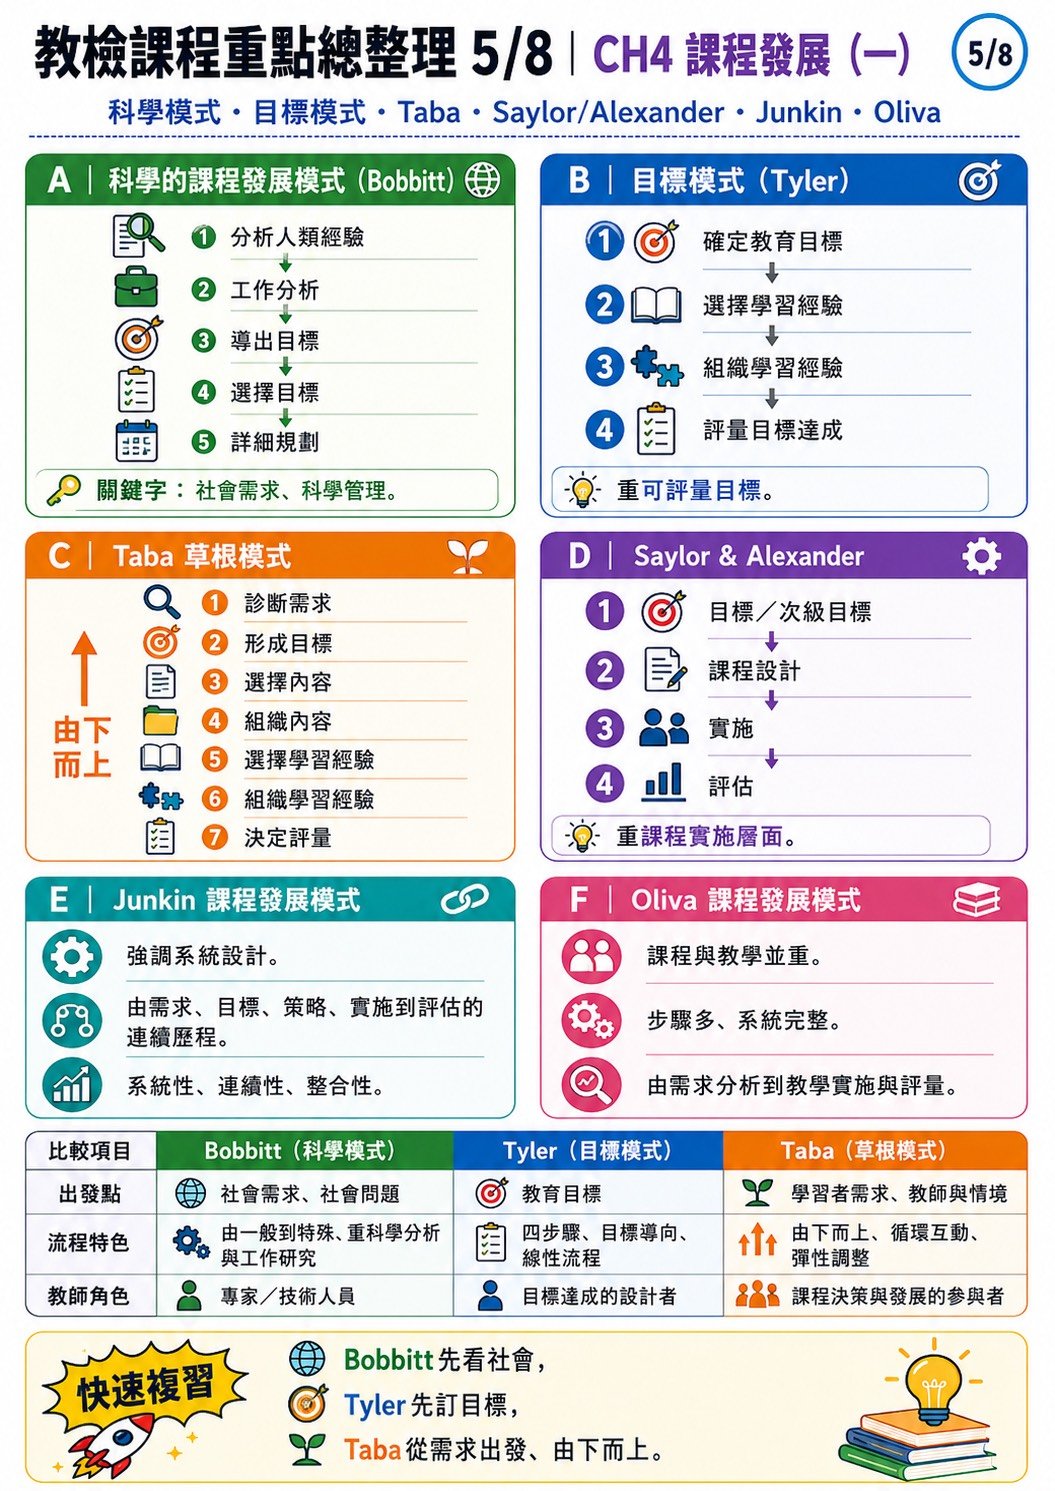 教檢課程重點總整理 5/8｜CH4 課程發展（一）
5/8
科學模式・目標模式・Taba・Saylor/Alexander・Junkin・Oliva
A｜科學的課程發展模式（Bobbitt）
1 分析人類經驗
2 工作分析
3 導出目標
4 選擇目標
5 詳細規劃
關鍵字：社會需求、科學管理。
B｜目標模式（Tyler）
1 確定教育目標
2 選擇學習經驗
3 組織學習經驗
4 評量目標達成
重可評量目標。
C｜Taba 草根模式
由下
而上
1 診斷需求
2 形成目標
3 選擇內容
4 組織內容
5 選擇學習經驗
6 組織學習經驗
7 決定評量
D｜Saylor & Alexander
1 目標／次級目標
2 課程設計
3 實施
4 評估
重課程實施層面。
E｜Junkin 課程發展模式
強調系統設計。
由需求、目標、策略、實施到評估的
連續歷程。
系統性、連續性、整合性。
F｜Oliva 課程發展模式
課程與教學並重。
步驟多、系統完整。
由需求分析到教學實施與評量。
比較項目 Bobbitt（科學模式） Tyler（目標模式） Taba（草根模式）
出發點 社會需求、社會問題 教育目標 學習者需求、教師與情境
流程特色 由一般到特殊、重科學分析與工作研究 四步驟、目標導向、線性流程 由下而上、循環互動、彈性調整
教師角色 專家／技術人員 目標達成的設計者 課程決策與發展的參與者
快速複習
Bobbitt先看社會，
Tyler先訂目標，
Taba從需求出發、由下而上。